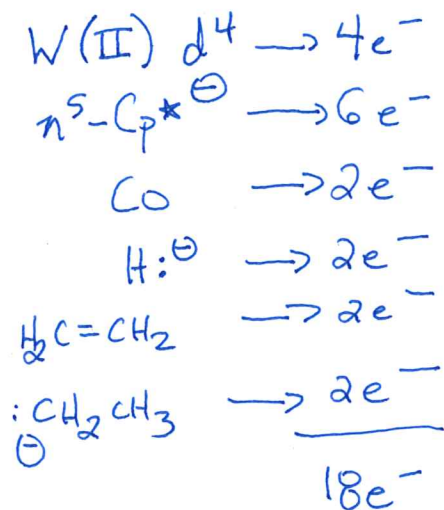 W(II) d⁴ → 4e⁻
η⁵-Cp*⊖ → 6e⁻
CO → 2e⁻
H:⊖ → 2e⁻
H₂C=CH₂ → 2e⁻
:CH₂CH₃ → 2e⁻
⊖
18e⁻